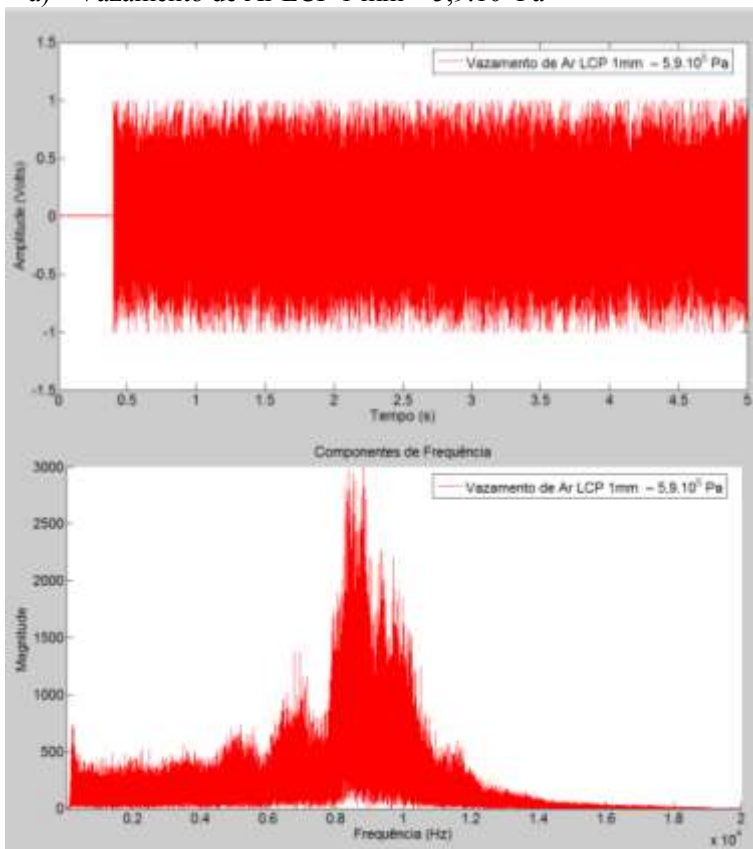 1.5
Vazamento de Ar LCP 1mm – 5,9.10⁵ Pa
1
0.5
0
-0.5
-1
-1.5
Amplitude (Volts)
0 0.5 1 1.5 2 2.5 3 3.5 4 4.5 5
Tempo (s)
Componentes de Frequência
3000
Vazamento de Ar LCP 1mm – 5,9.10⁵ Pa
2500
2000
1500
1000
500
0
Magnitude
0.2 0.4 0.6 0.8 1 1.2 1.4 1.6 1.8 2
Frequência (Hz)
x 10⁴